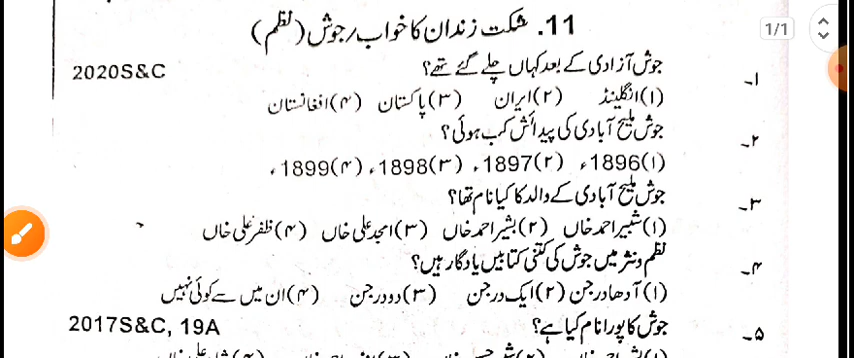 11. شکست زنداں کا خواب/جوش (نظم)
1/1
۱۔ جوش آزادی کے بعد کہاں چلے گئے تھے؟ 2020S&C
(۱) انگلینڈ (۲) ایران (۳) پاکستان (۴) افغانستان
۲۔ جوش ملیح آبادی کی پیدائش کب ہوئی؟
(۱) 1896ء (۲) 1897ء (۳) 1898ء (۴) 1899ء
۳۔ جوش ملیح آبادی کے والد کا کیا نام تھا؟
(۱) شبیر احمد خاں (۲) بشیر احمد خاں (۳) امجد علی خاں (۴) ظفر علی خاں
۴۔ نظم و نثر میں جوش کی کتنی کتابیں یادگار ہیں؟
(۱) آدھا درجن (۲) ایک درجن (۳) دو درجن (۴) ان میں سے کوئی نہیں
۵۔ جوش کا پورا نام کیا ہے؟ 2017S&C, 19A